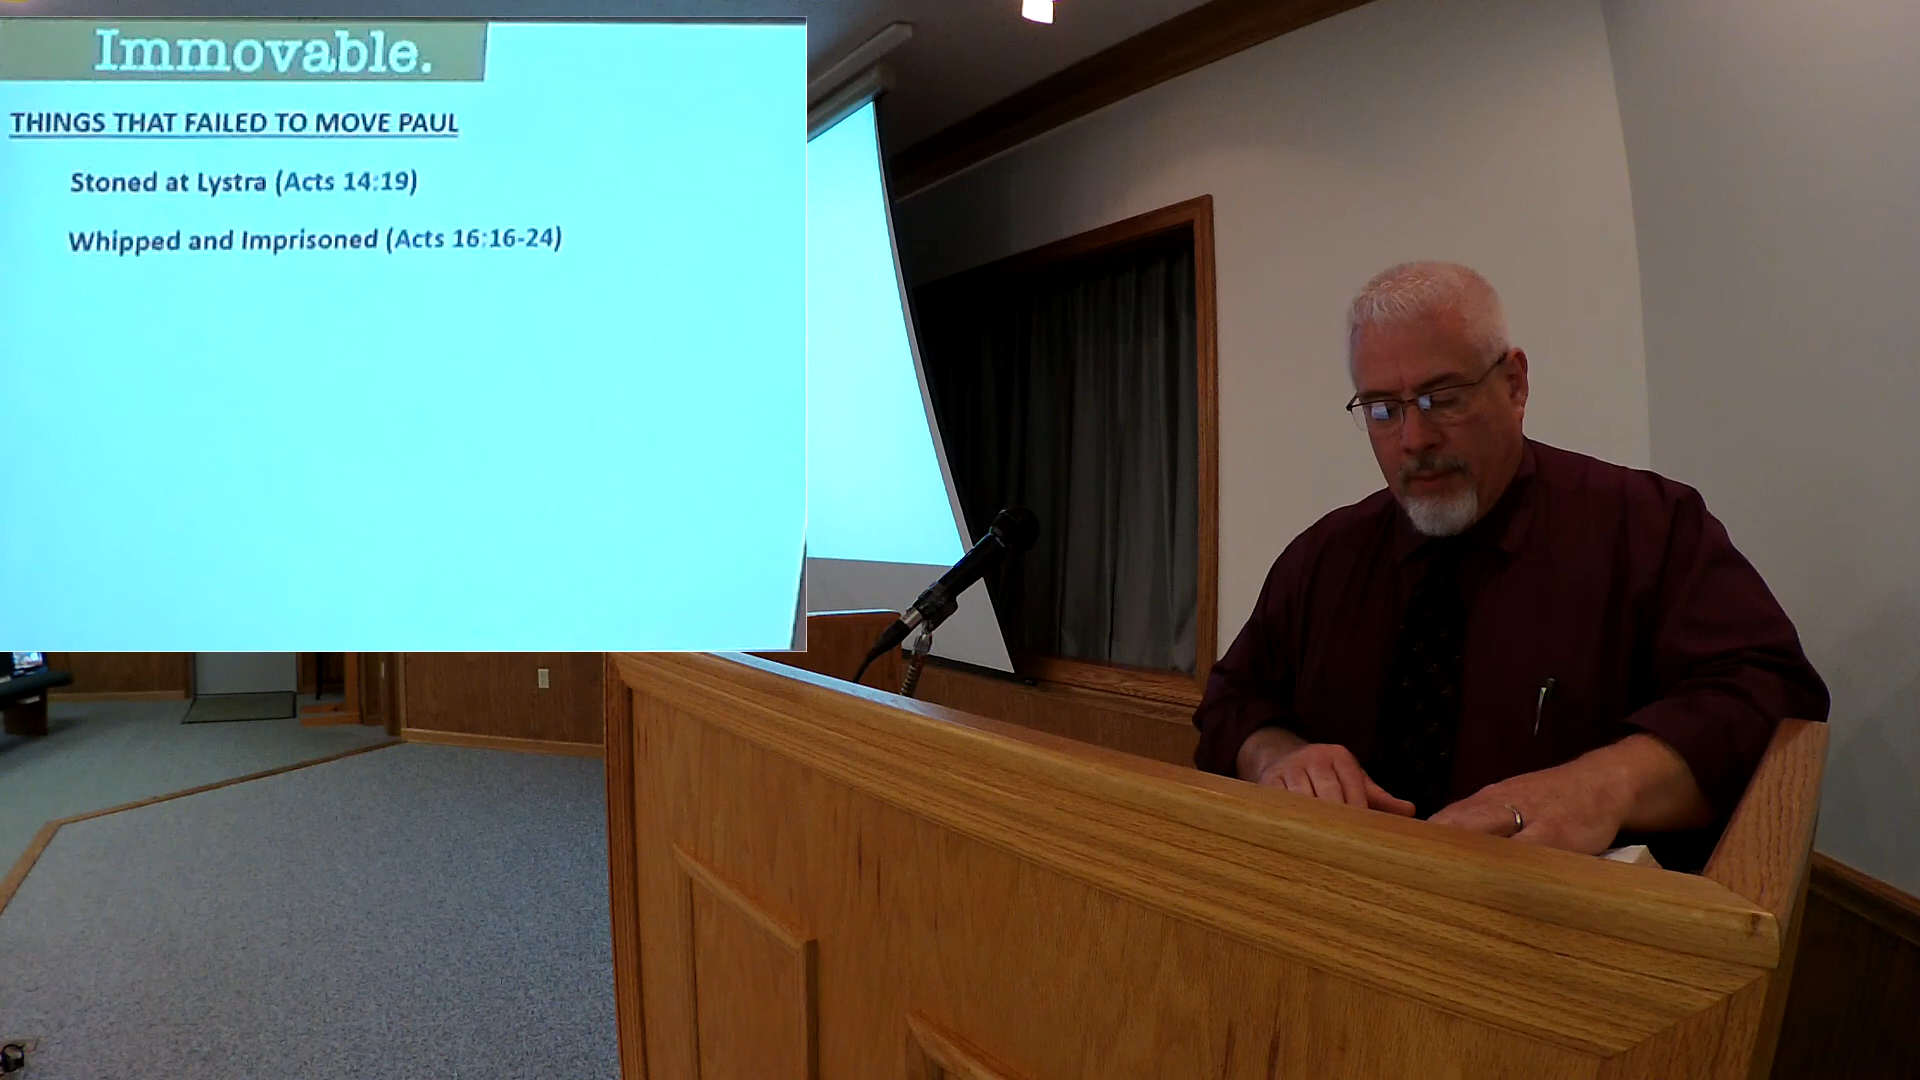 Immovable.
THINGS THAT FAILED TO MOVE PAUL
Stoned at Lystra (Acts 14:19)
Whipped and Imprisoned (Acts 16:16-24)